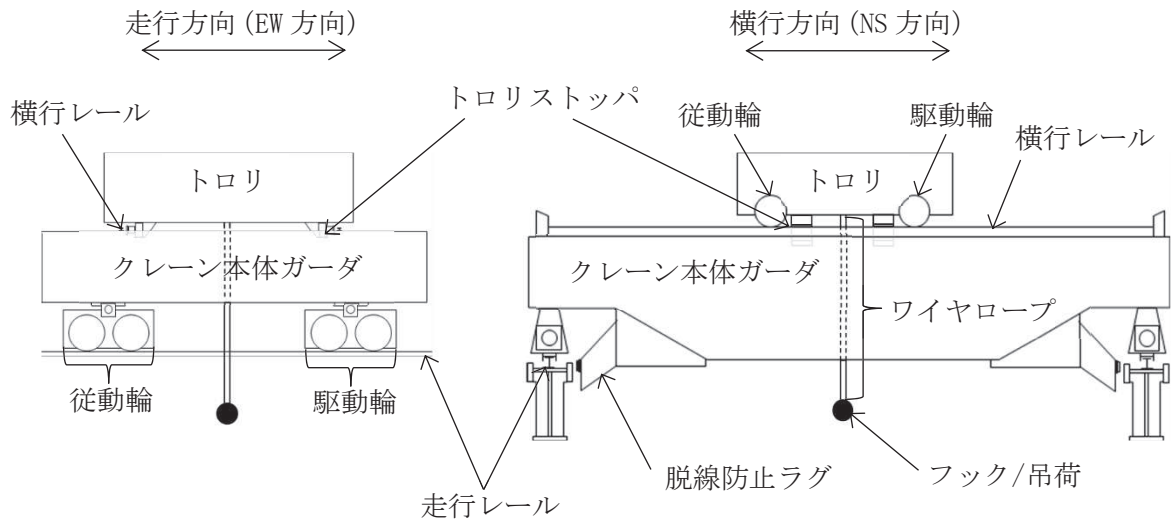 走行方向(EW 方向)
横行方向(NS 方向)
横行レール
トロリストッパ
従動輪
駆動輪
横行レール
トロリ
トロリ
クレーン本体ガーダ
クレーン本体ガーダ
ワイヤロープ
従動輪
駆動輪
走行レール
脱線防止ラグ
フック/吊荷